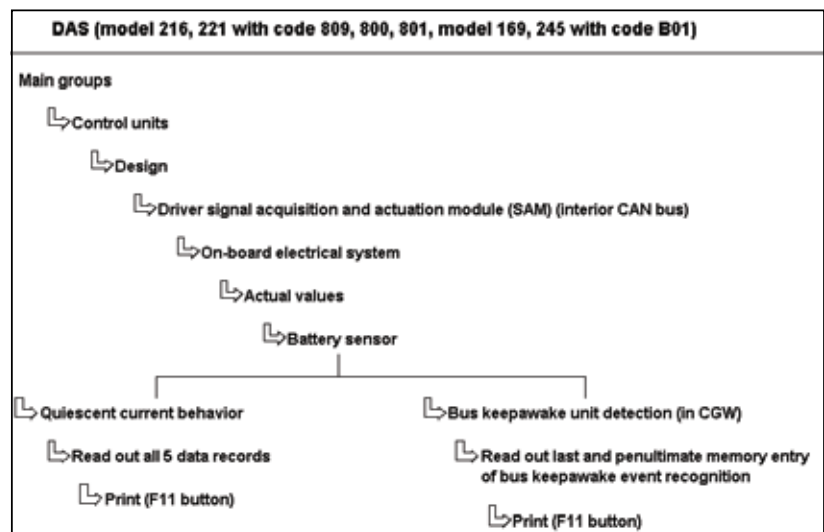 DAS (model 216, 221 with code 809, 800, 801, model 169, 245 with code B01)
Main groups
Control units
Design
Driver signal acquisition and actuation module (SAM) (interior CAN bus)
On-board electrical system
Actual values
Battery sensor
Quiescent current behavior
Read out all 5 data records
Print (F11 button)
Bus keepawake unit detection (in CGW)
Read out last and penultimate memory entry
of bus keepawake event recognition
Print (F11 button)